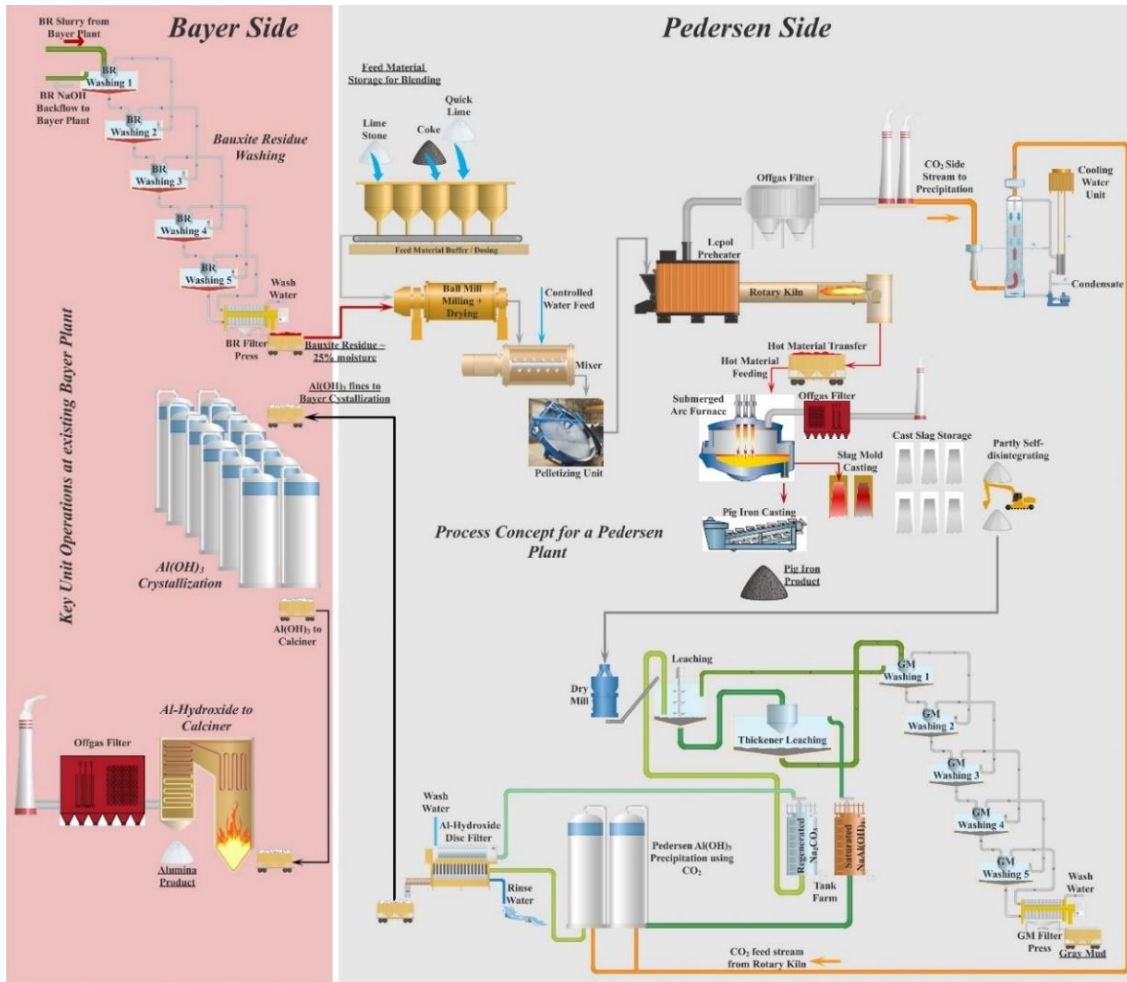 Bayer Side
BR Slurry from
Bayer Plant
BR
Washing 1
BR NaOH
Backflow to
Bayer Plant
BR
Washing 2
Bauxite Residue
Washing
BR
Washing 3
BR
Washing 4
BR
Washing 5
Wash
Water
BR Filter
Press
Bauxite Residue ~
25% moisture
Key Unit Operations at existing Bayer Plant
Al(OH)3 fines to
Bayer Cystallization
Al(OH)3
Crystallization
Al(OH)3 to
Calciner
Al-Hydroxide to
Calciner
Offgas Filter
Alumina
Product
Pedersen Side
Feed Material
Storage for Blending
Lime
Stone
Coke
Quick
Lime
Feed Material Buffer / Dosing
Ball Mill
Milling +
Drying
Controlled
Water Feed
Mixer
Pelletizing Unit
Offgas Filter
Lepol
Preheater
Rotary Kiln
CO2 Side
Stream to
Precipitation
Cooling
Water
Unit
Condensate
Hot Material Transfer
Hot Material
Feeding
Submerged
Arc Furnace
Offgas Filter
Slag Mold
Casting
Cast Slag Storage
Partly Self-
disintegrating
Pig Iron Casting
Pig Iron
Product
Process Concept for a Pedersen
Plant
Dry
Mill
Leaching
Thickener Leaching
GM
Washing 1
GM
Washing 2
GM
Washing 3
GM
Washing 4
GM
Washing 5
Wash
Water
GM Filter
Press
Gray Mud
Wash
Water
Al-Hydroxide
Disc Filter
Rinse
Water
Pedersen Al(OH)3
Precipitation using
CO2
Regenerated
Na2CO3
Saturated
NaAl(OH)4
Tank
Farm
CO2 feed stream
from Rotary Kiln